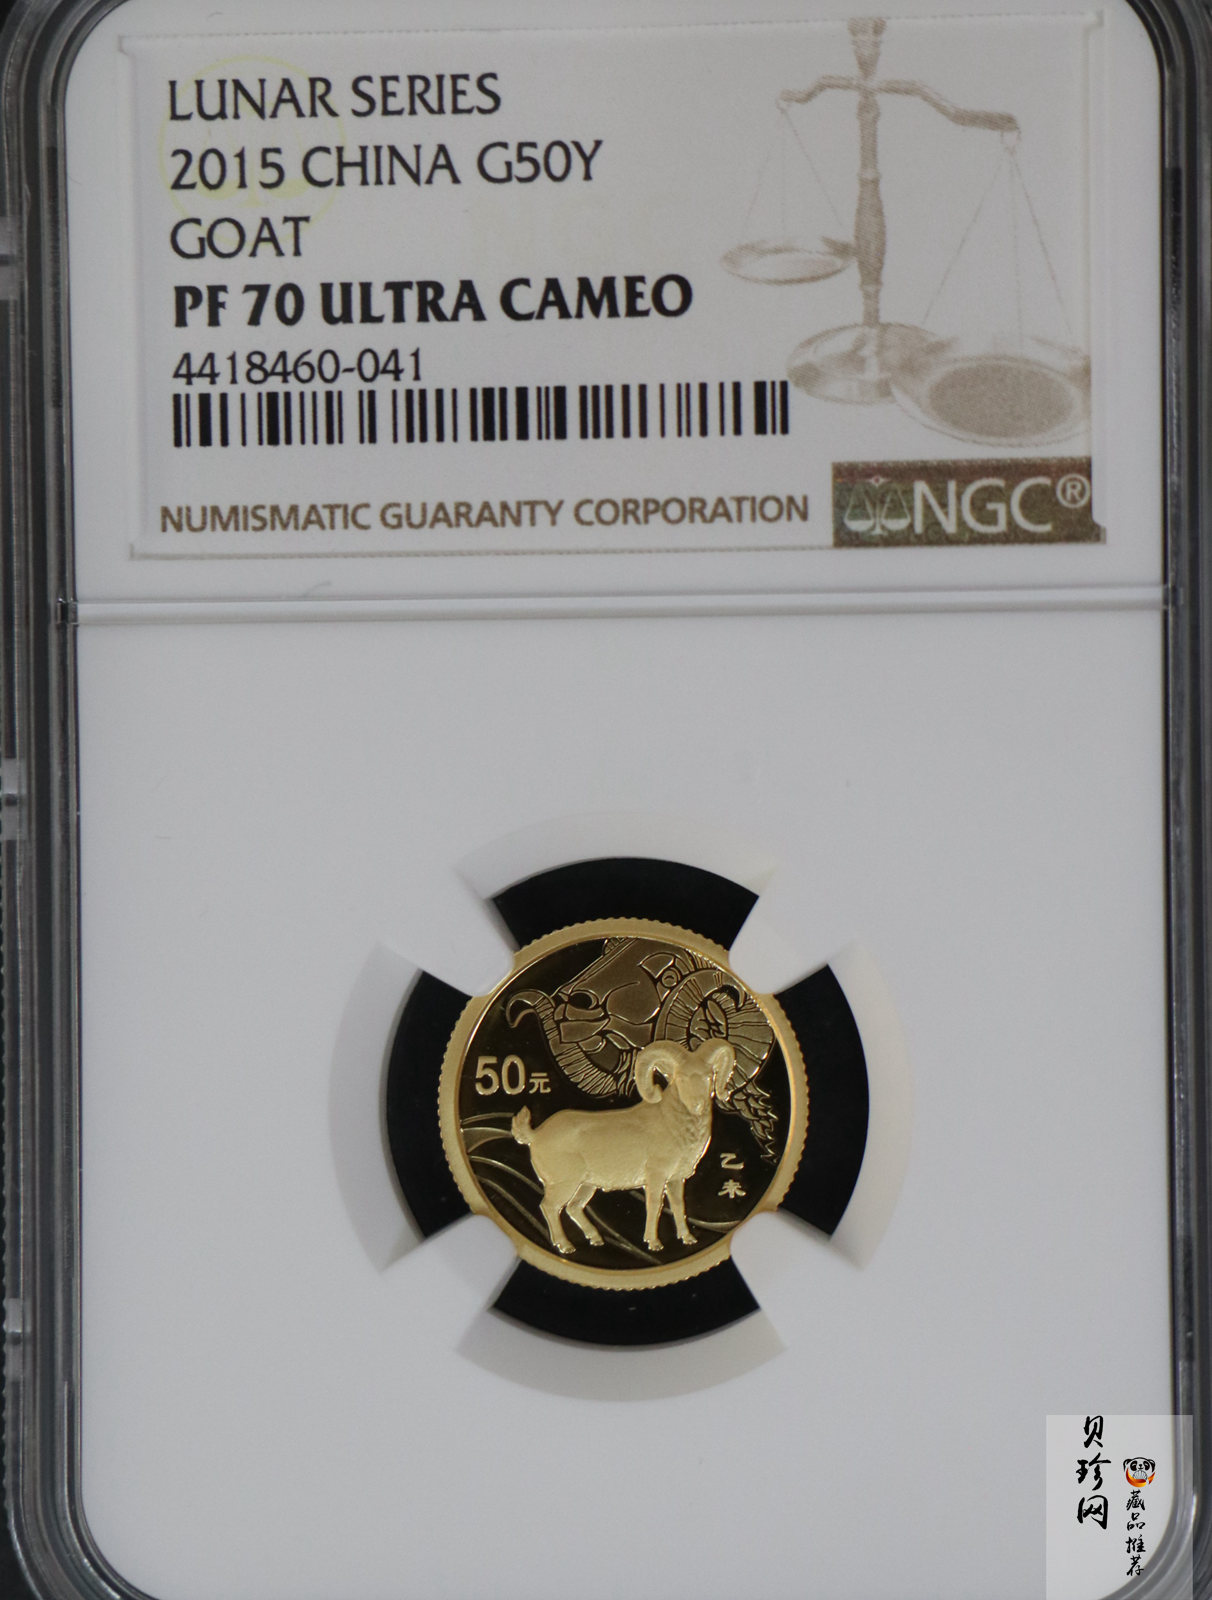 LUNAR SERIES
2015 CHINA G50Y
GOAT
PF 70 ULTRA CAMEO
4418460-041
NUMISMATIC GUARANTY CORPORATION
NGC®
50元
乙未
贝珍网
藏品推荐